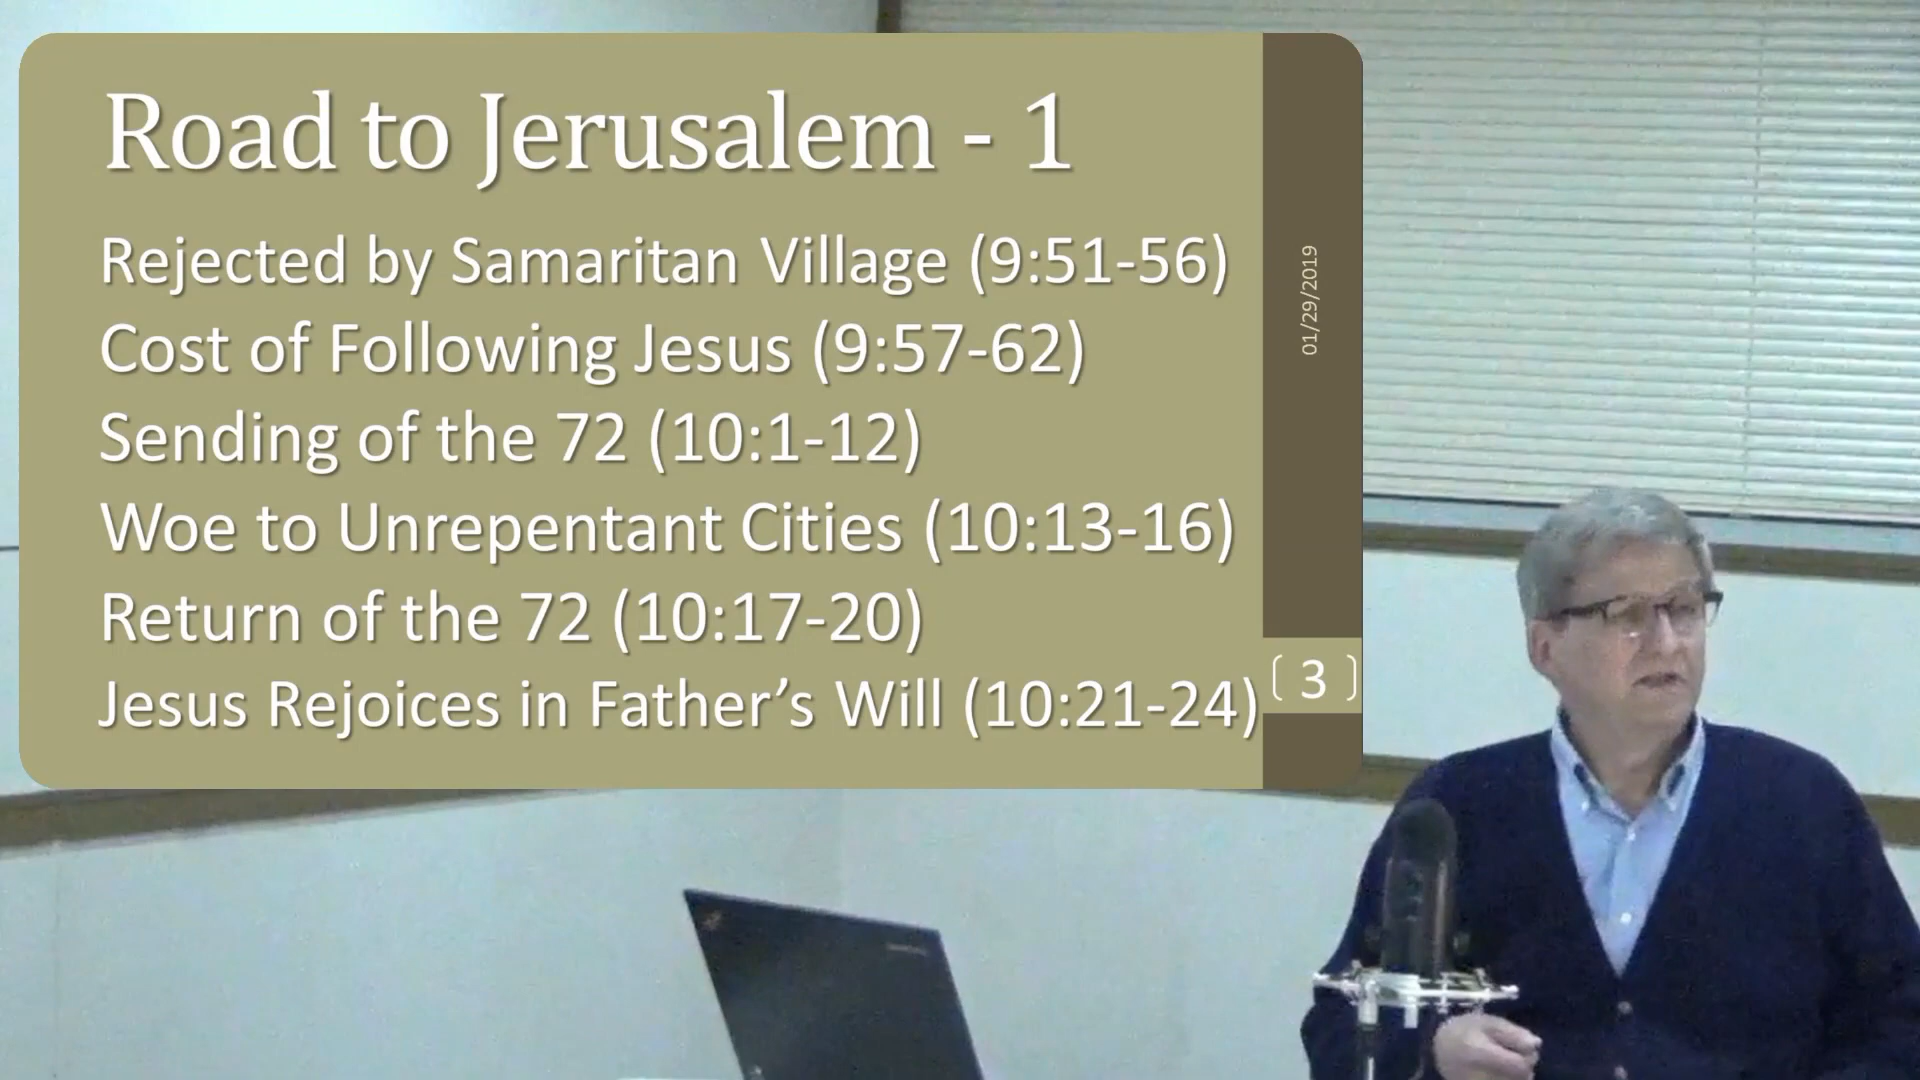 Road to Jerusalem - 1
Rejected by Samaritan Village (9:51-56)
Cost of Following Jesus (9:57-62)
Sending of the 72 (10:1-12)
Woe to Unrepentant Cities (10:13-16)
Return of the 72 (10:17-20)
Jesus Rejoices in Father’s Will (10:21-24)
01/29/2019
3